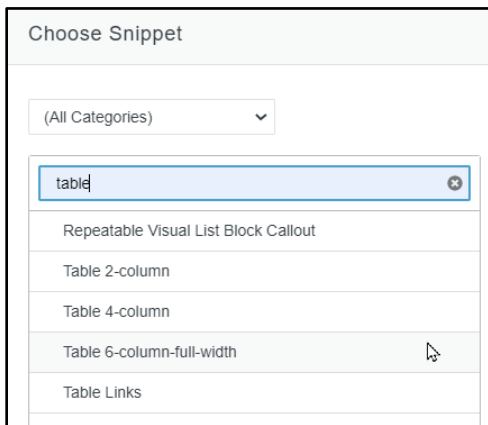 Choose Snippet
(All Categories)
table
Repeatable Visual List Block Callout
Table 2-column
Table 4-column
Table 6-column-full-width
Table Links